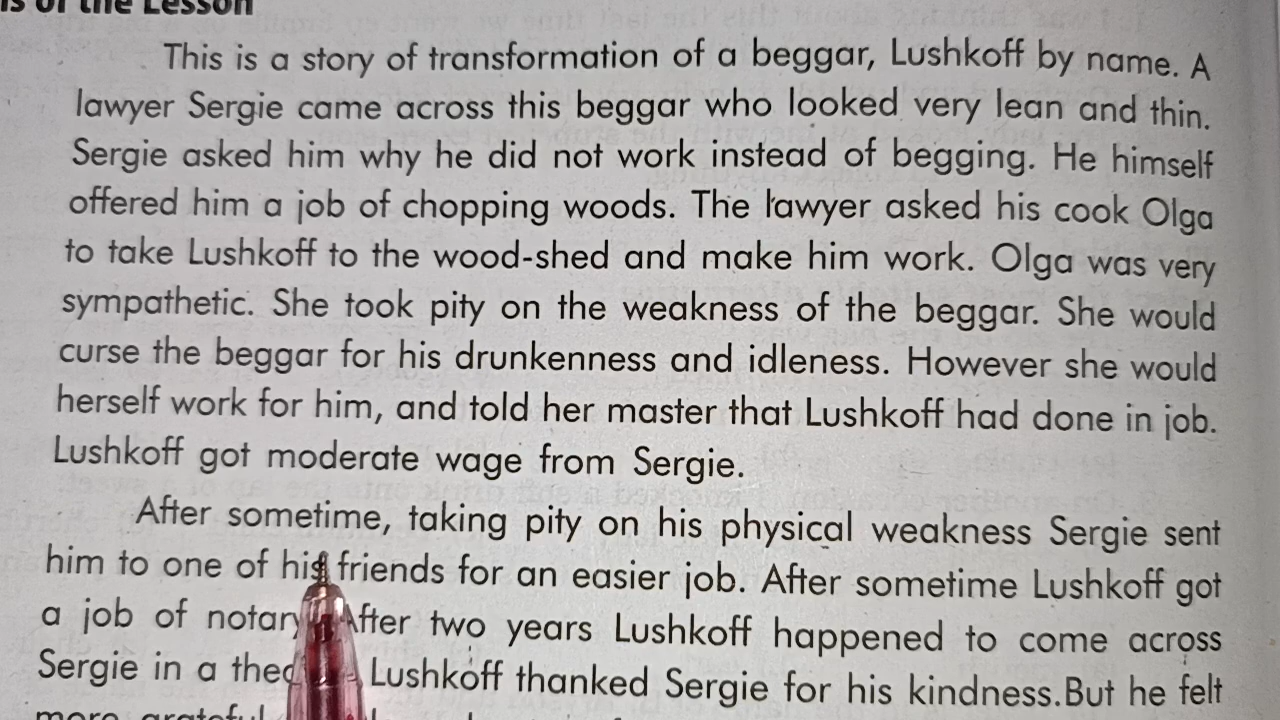 is of the Lesson
This is a story of transformation of a beggar, Lushkoff by name. A
lawyer Sergie came across this beggar who looked very lean and thin.
Sergie asked him why he did not work instead of begging. He himself
offered him a job of chopping woods. The lawyer asked his cook Olga
to take Lushkoff to the wood-shed and make him work. Olga was very
sympathetic. She took pity on the weakness of the beggar. She would
curse the beggar for his drunkenness and idleness. However she would
herself work for him, and told her master that Lushkoff had done in job.
Lushkoff got moderate wage from Sergie.
After sometime, taking pity on his physical weakness Sergie sent
him to one of his friends for an easier job. After sometime Lushkoff got
a job of notary After two years Lushkoff happened to come across
Sergie in a Lushkoff thanked Sergie for his kindness.But he felt
more grateful